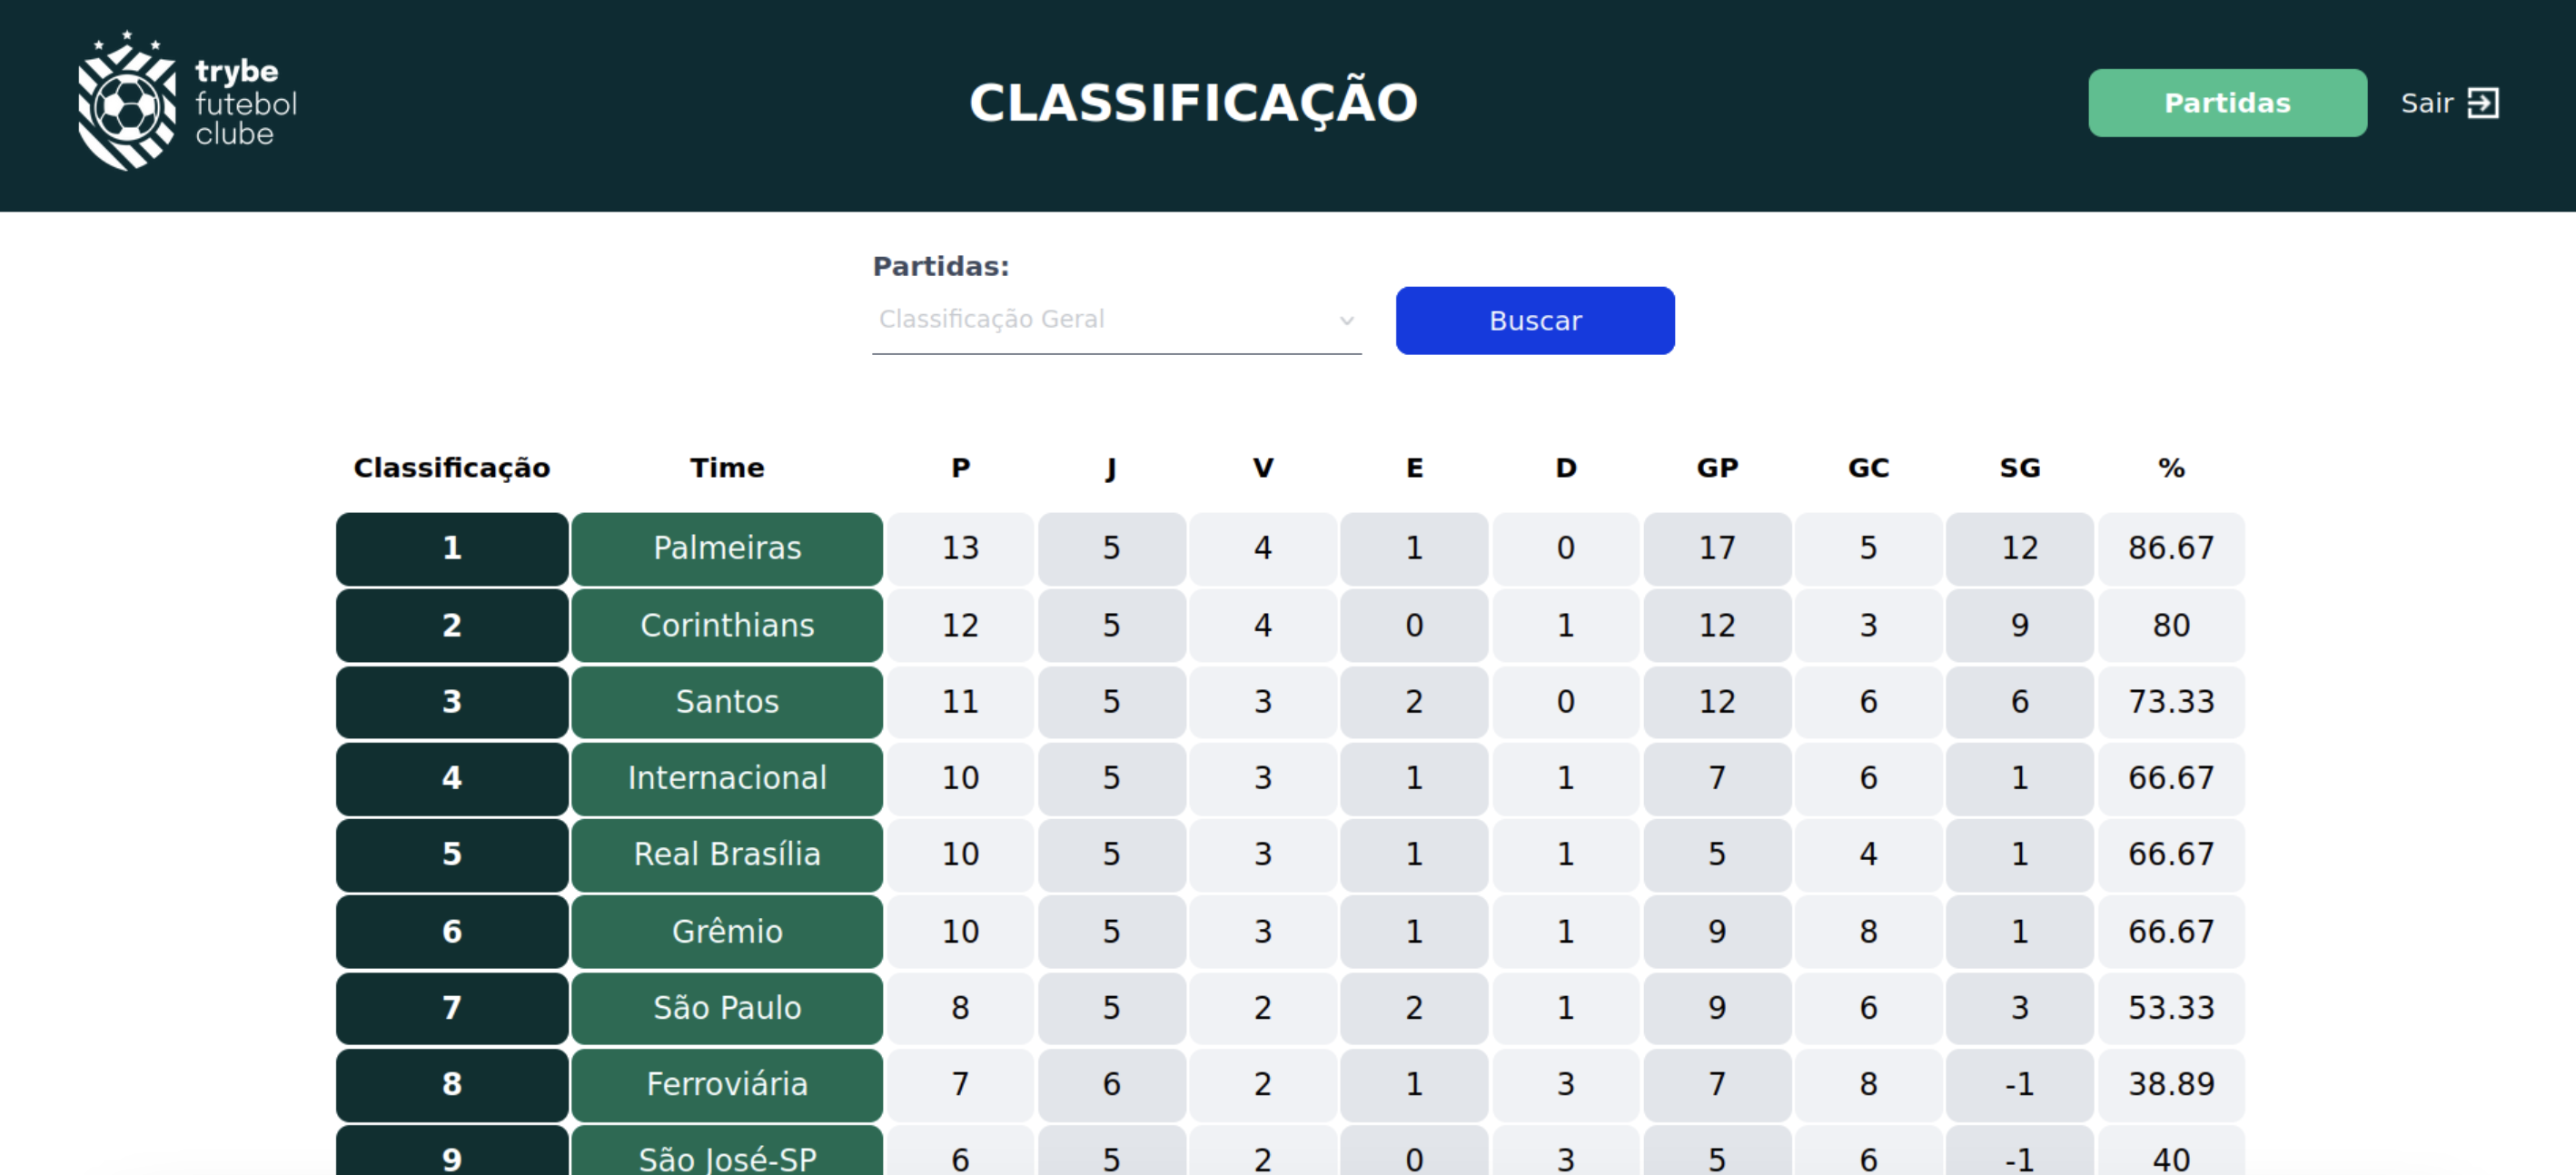 trybe
futebol
clube
CLASSIFICAÇÃO
Partidas
Sair
Partidas:
Classificação Geral
Buscar
Classificação Time P J V E D GP GC SG %
1 Palmeiras 13 5 4 1 0 17 5 12 86.67
2 Corinthians 12 5 4 0 1 12 3 9 80
3 Santos 11 5 3 2 0 12 6 6 73.33
4 Internacional 10 5 3 1 1 7 6 1 66.67
5 Real Brasília 10 5 3 1 1 5 4 1 66.67
6 Grêmio 10 5 3 1 1 9 8 1 66.67
7 São Paulo 8 5 2 2 1 9 6 3 53.33
8 Ferroviária 7 6 2 1 3 7 8 -1 38.89
9 São José-SP 6 5 2 0 3 5 6 -1 40